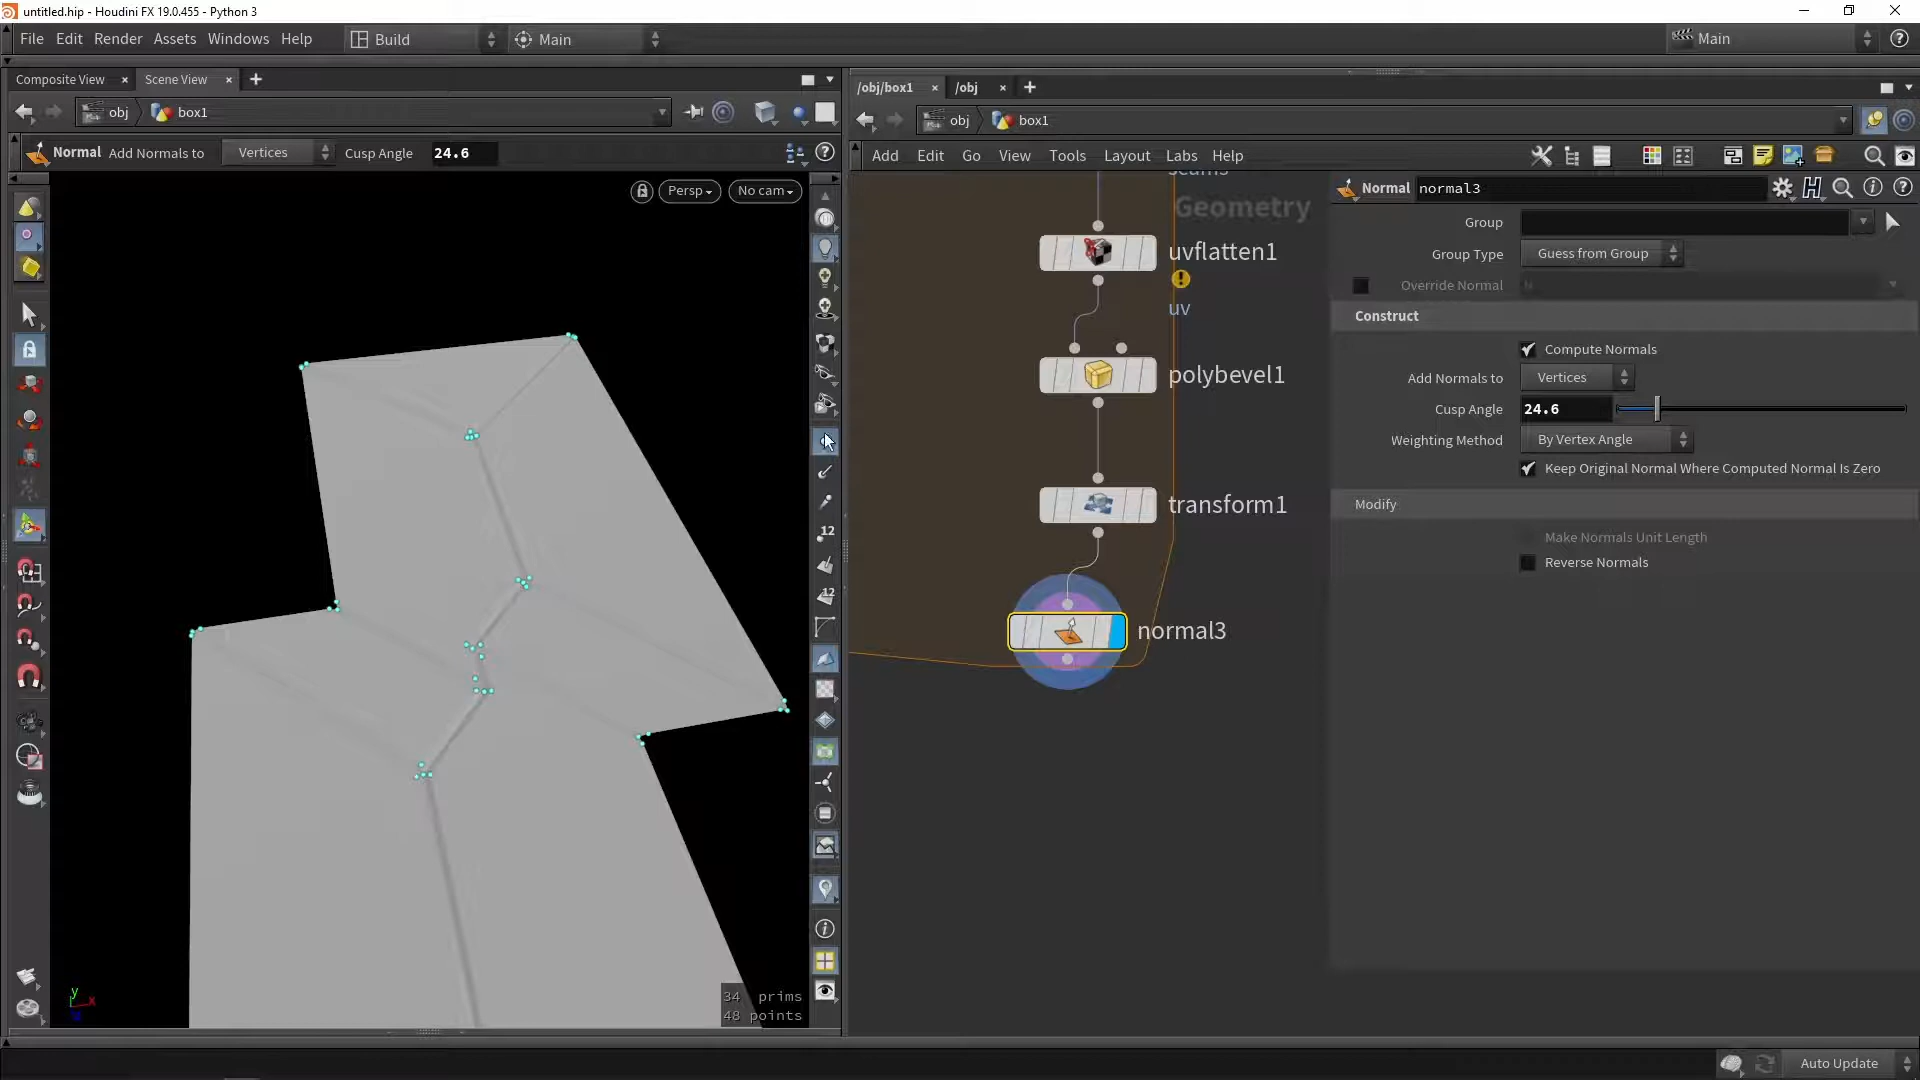 untitled.hip - Houdini FX 19.0.455 - Python 3
File Edit Render Assets Windows Help
Build
Main
Main
Composite View
Scene View
obj
box1
Normal Add Normals to
Vertices
Cusp Angle
24.6
Persp
No cam
12
12
y
x
34 prims
48 points
/obj/box1
/obj
obj
box1
Add Edit Go View Tools Layout Labs Help
seams
Geometry
uvflatten1
uv
polybevel1
transform1
normal3
Normal
normal3
Group
Group Type
Guess from Group
Override Normal
N
Construct
Compute Normals
Add Normals to
Vertices
Cusp Angle
24.6
Weighting Method
By Vertex Angle
Keep Original Normal Where Computed Normal Is Zero
Modify
Make Normals Unit Length
Reverse Normals
Auto Update